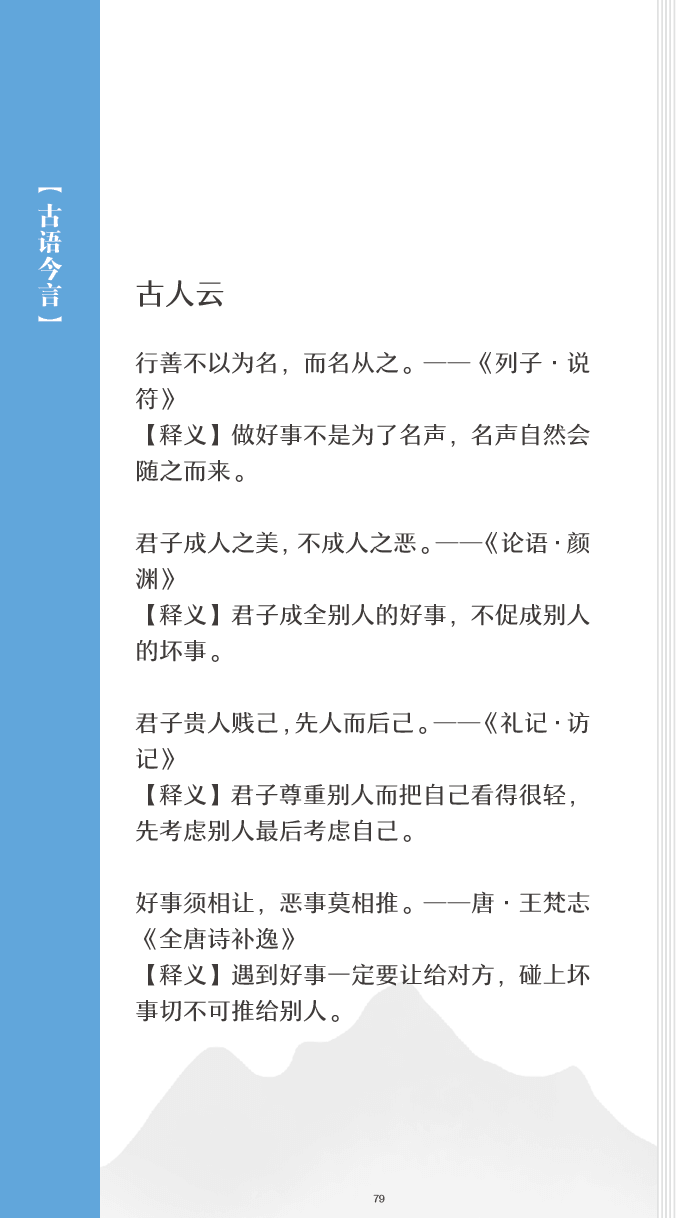 【古语今言】
古人云
行善不以为名，而名从之。——《列子·说
符》
【释义】做好事不是为了名声，名声自然会
随之而来。
君子成人之美，不成人之恶。——《论语·颜
渊》
【释义】君子成全别人的好事，不促成别人
的坏事。
君子贵人贱己，先人而后己。——《礼记·访
记》
【释义】君子尊重别人而把自己看得很轻，
先考虑别人最后考虑自己。
好事须相让，恶事莫相推。——唐·王梵志
《全唐诗补逸》
【释义】遇到好事一定要让给对方，碰上坏
事切不可推给别人。
79